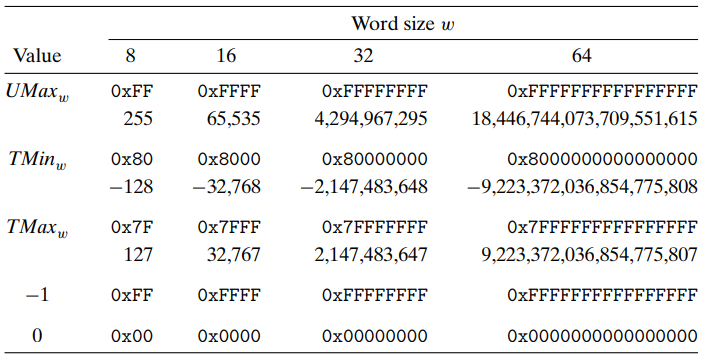 Word size w
Value 8 16 32 64
UMax_w 0xFF 0xFFFF 0xFFFFFFFF 0xFFFFFFFFFFFFFFFF
255 65,535 4,294,967,295 18,446,744,073,709,551,615
TMin_w 0x80 0x8000 0x80000000 0x8000000000000000
−128 −32,768 −2,147,483,648 −9,223,372,036,854,775,808
TMax_w 0x7F 0x7FFF 0x7FFFFFFF 0x7FFFFFFFFFFFFFFF
127 32,767 2,147,483,647 9,223,372,036,854,775,807
−1 0xFF 0xFFFF 0xFFFFFFFF 0xFFFFFFFFFFFFFFFF
0 0x00 0x0000 0x00000000 0x0000000000000000